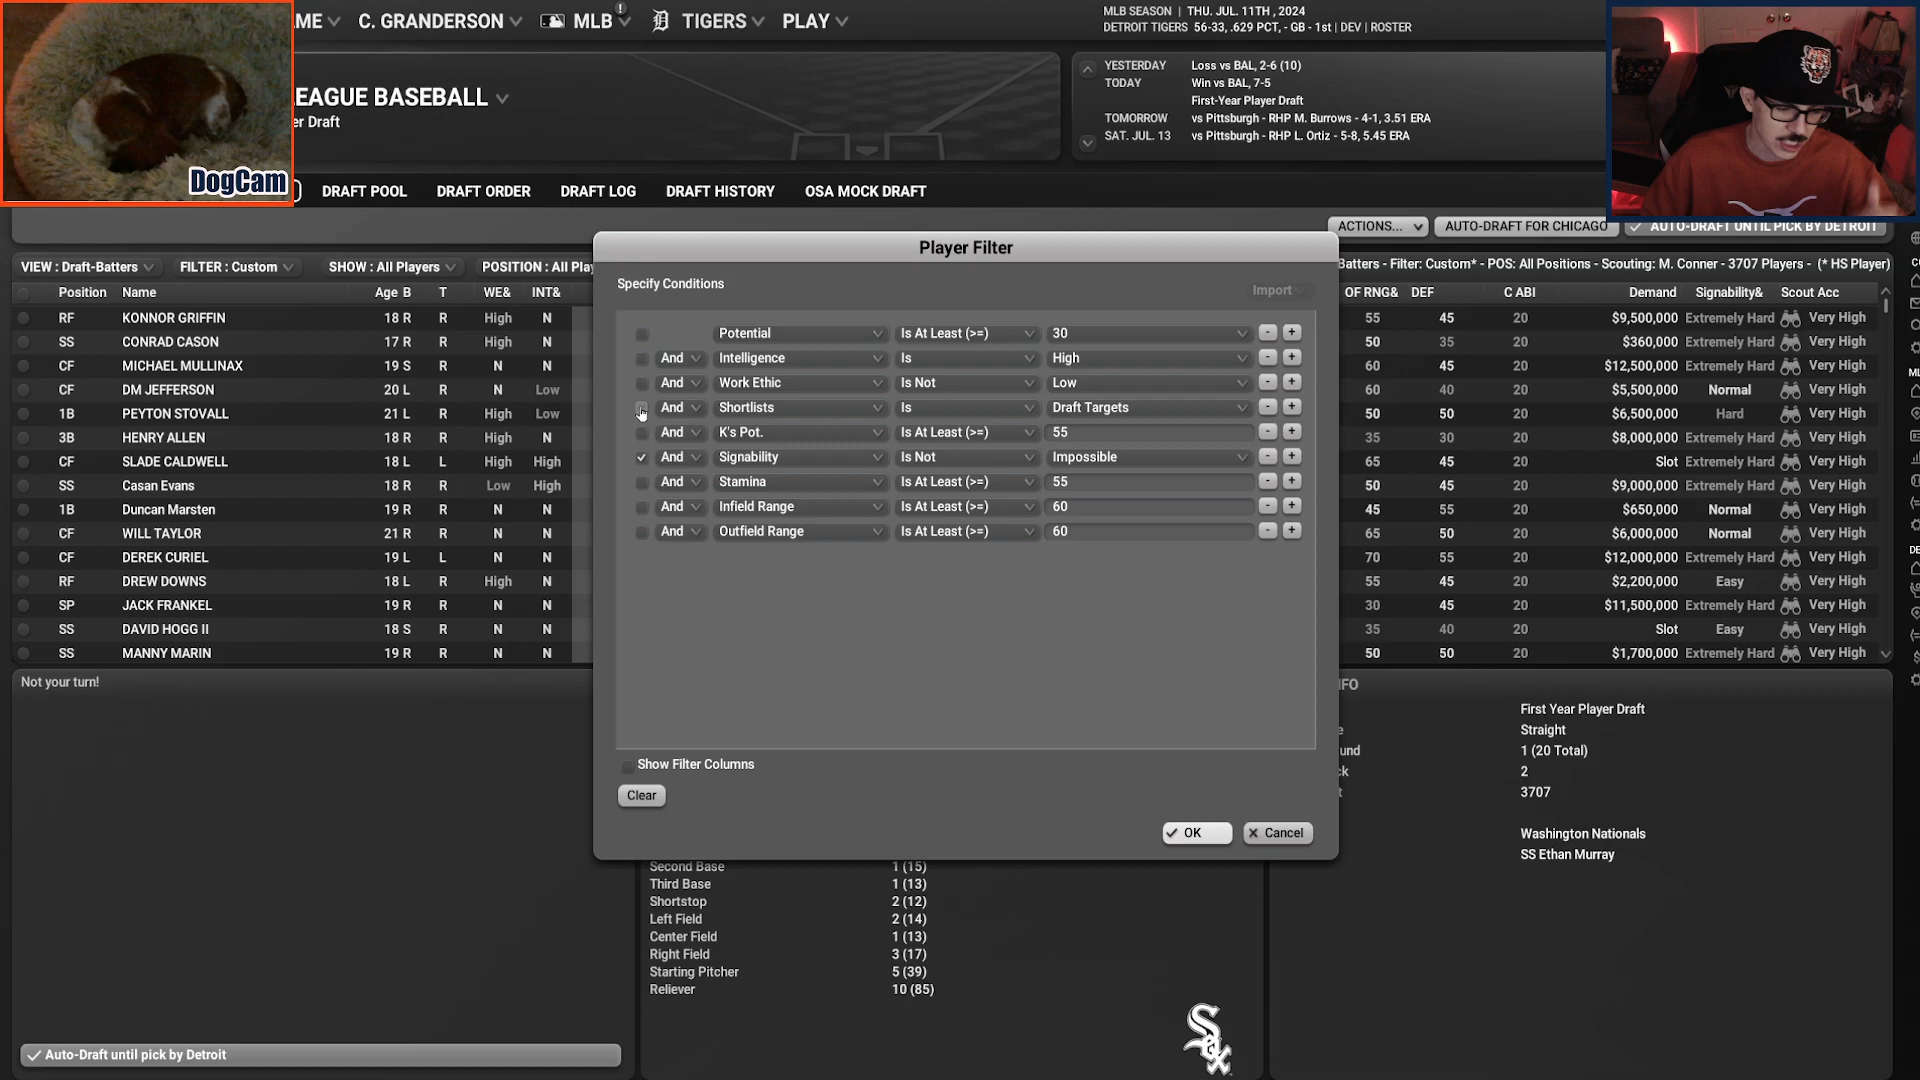 ME C. GRANDERSON MLB ! TIGERS PLAY
MLB SEASON | THU. JUL. 11TH , 2024
DETROIT TIGERS 56-33, .629 PCT, - GB - 1st | DEV | ROSTER
EAGUE BASEBALL
er Draft
YESTERDAY Loss vs BAL, 2-6 (10)
TODAY Win vs BAL, 7-5
First-Year Player Draft
TOMORROW vs Pittsburgh - RHP M. Burrows - 4-1, 3.51 ERA
SAT. JUL. 13 vs Pittsburgh - RHP L. Ortiz - 5-8, 5.45 ERA
DogCam
DRAFT POOL DRAFT ORDER DRAFT LOG DRAFT HISTORY OSA MOCK DRAFT
ACTIONS... AUTO-DRAFT FOR CHICAGO AUTO-DRAFT UNTIL PICK BY DETROIT
VIEW : Draft-Batters FILTER : Custom SHOW : All Players POSITION : All Pla
Batters - Filter: Custom* - POS: All Positions - Scouting: M. Conner - 3707 Players - (* HS Player)
Position Name Age B T WE& INT& OF RNG& DEF C ABI Demand Signability& Scout Acc
RF KONNOR GRIFFIN 18 R R High N 55 45 20 $9,500,000 Extremely Hard Very High
SS CONRAD CASON 17 R R High N 50 35 20 $360,000 Extremely Hard Very High
CF MICHAEL MULLINAX 19 S R N N 60 45 20 $12,500,000 Extremely Hard Very High
CF DM JEFFERSON 20 L R N Low 60 40 20 $5,500,000 Normal Very High
1B PEYTON STOVALL 21 L R High Low 50 50 20 $6,500,000 Hard Very High
3B HENRY ALLEN 18 R R High N 35 30 20 $8,000,000 Extremely Hard Very High
CF SLADE CALDWELL 18 L L High High 65 45 20 Slot Extremely Hard Very High
SS Casan Evans 18 R R Low High 50 45 20 $9,000,000 Extremely Hard Very High
1B Duncan Marsten 19 R R N N 45 55 20 $650,000 Normal Very High
CF WILL TAYLOR 21 R R N N 65 50 20 $6,000,000 Normal Very High
CF DEREK CURIEL 19 L L N N 70 55 20 $12,000,000 Extremely Hard Very High
RF DREW DOWNS 18 L R High N 55 45 20 $2,200,000 Easy Very High
SP JACK FRANKEL 19 R R N N 30 45 20 $11,500,000 Extremely Hard Very High
SS DAVID HOGG II 18 S R N N 35 40 20 Slot Easy Very High
SS MANNY MARIN 19 R R N N 50 50 20 $1,700,000 Extremely Hard Very High
Player Filter
Specify Conditions
Import
Potential Is At Least (>=) 30 - +
And Intelligence Is High - +
And Work Ethic Is Not Low - +
And Shortlists Is Draft Targets - +
And K's Pot. Is At Least (>=) 55 - +
And Signability Is Not Impossible - +
And Stamina Is At Least (>=) 55 - +
And Infield Range Is At Least (>=) 60 - +
And Outfield Range Is At Least (>=) 60 - +
Show Filter Columns
Clear
OK Cancel
Not your turn!
Auto-Draft until pick by Detroit
Second Base 1 (15)
Third Base 1 (13)
Shortstop 2 (12)
Left Field 2 (14)
Center Field 1 (13)
Right Field 3 (17)
Starting Pitcher 5 (39)
Reliever 10 (85)
Sox
FO
First Year Player Draft
e Straight
und 1 (20 Total)
ck 2
t 3707
Washington Nationals
SS Ethan Murray